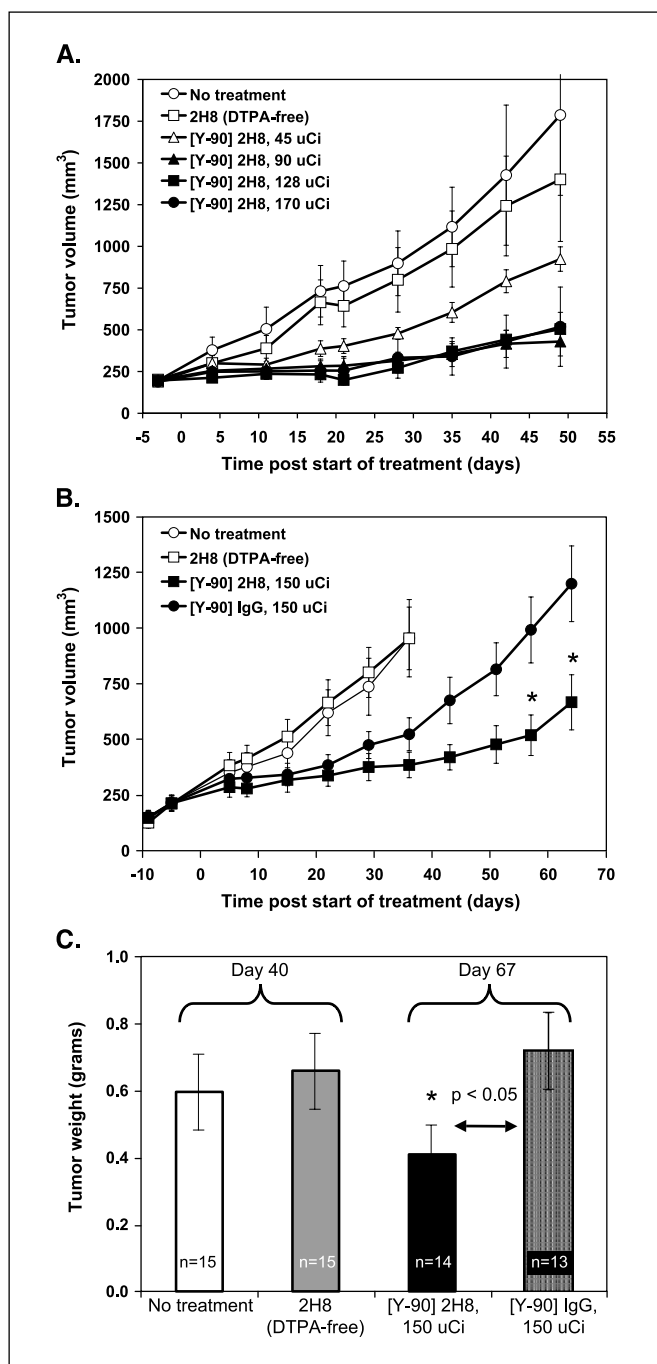 A.
2000
1750
1500
1250
1000
750
500
250
0
Tumor volume (mm³)
No treatment
2H8 (DTPA-free)
[Y-90] 2H8, 45 uCi
[Y-90] 2H8, 90 uCi
[Y-90] 2H8, 128 uCi
[Y-90] 2H8, 170 uCi
-5 0 5 10 15 20 25 30 35 40 45 50 55
Time post start of treatment (days)
B.
1500
1250
1000
750
500
250
0
Tumor volume (mm³)
No treatment
2H8 (DTPA-free)
[Y-90] 2H8, 150 uCi
[Y-90] IgG, 150 uCi
* *
-10 0 10 20 30 40 50 60 70
Time post start of treatment (days)
C.
1.0
0.8
0.6
0.4
0.2
0.0
Tumor weight (grams)
Day 40 Day 67
* p < 0.05
n=15 n=15 n=14 n=13
No treatment 2H8 [Y-90] 2H8, [Y-90] IgG,
(DTPA-free) 150 uCi 150 uCi